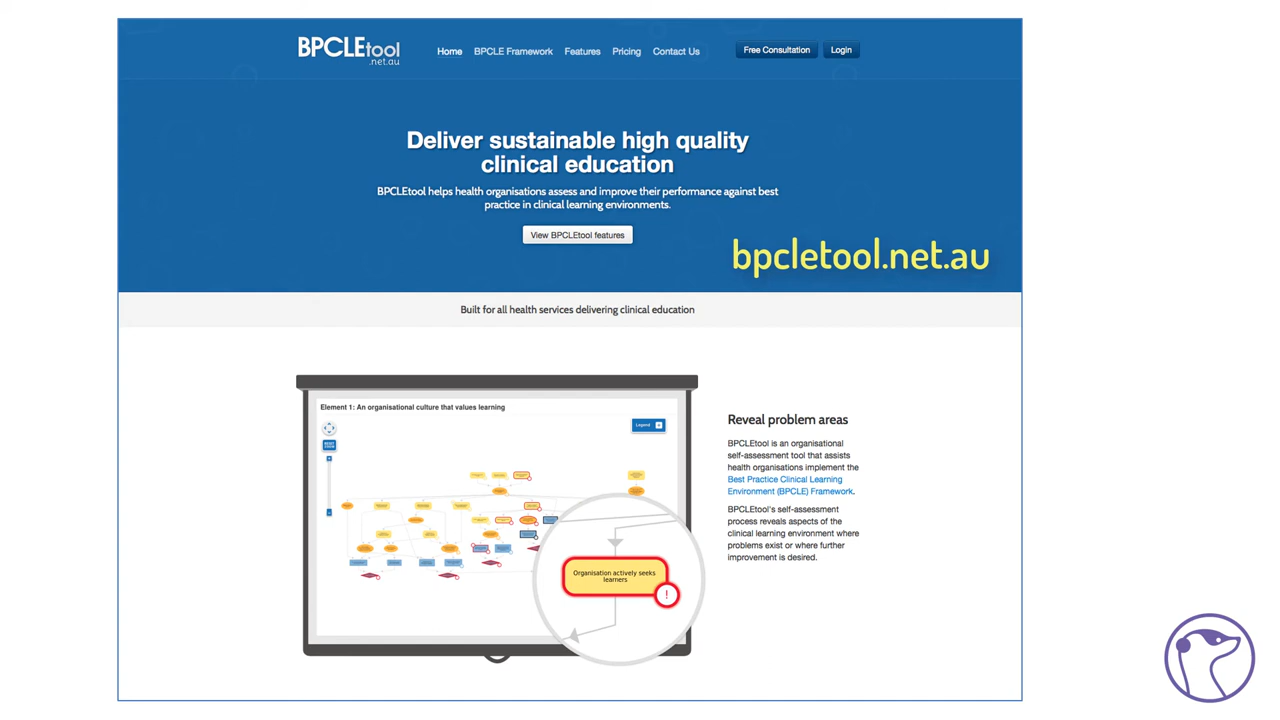 BPCLEtool
.net.au
Home BPCLE Framework Features Pricing Contact Us
Free Consultation Login
Deliver sustainable high quality
clinical education
BPCLEtool helps health organisations assess and improve their performance against best
practice in clinical learning environments.
View BPCLEtool features
bpcletool.net.au
Built for all health services delivering clinical education
Element 1: An organisational culture that values learning
Legend
Organisation actively seeks
learners
!
Reveal problem areas
BPCLEtool is an organisational
self-assessment tool that assists
health organisations implement the
Best Practice Clinical Learning
Environment (BPCLE) Framework.
BPCLEtool's self-assessment
process reveals aspects of the
clinical learning environment where
problems exist or where further
improvement is desired.